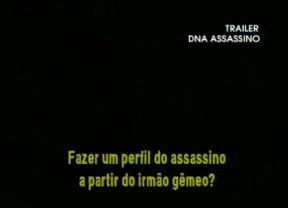 TRAILER
DNA ASSASSINO
Fazer um perfil do assassino
a partir do irmão gêmeo?